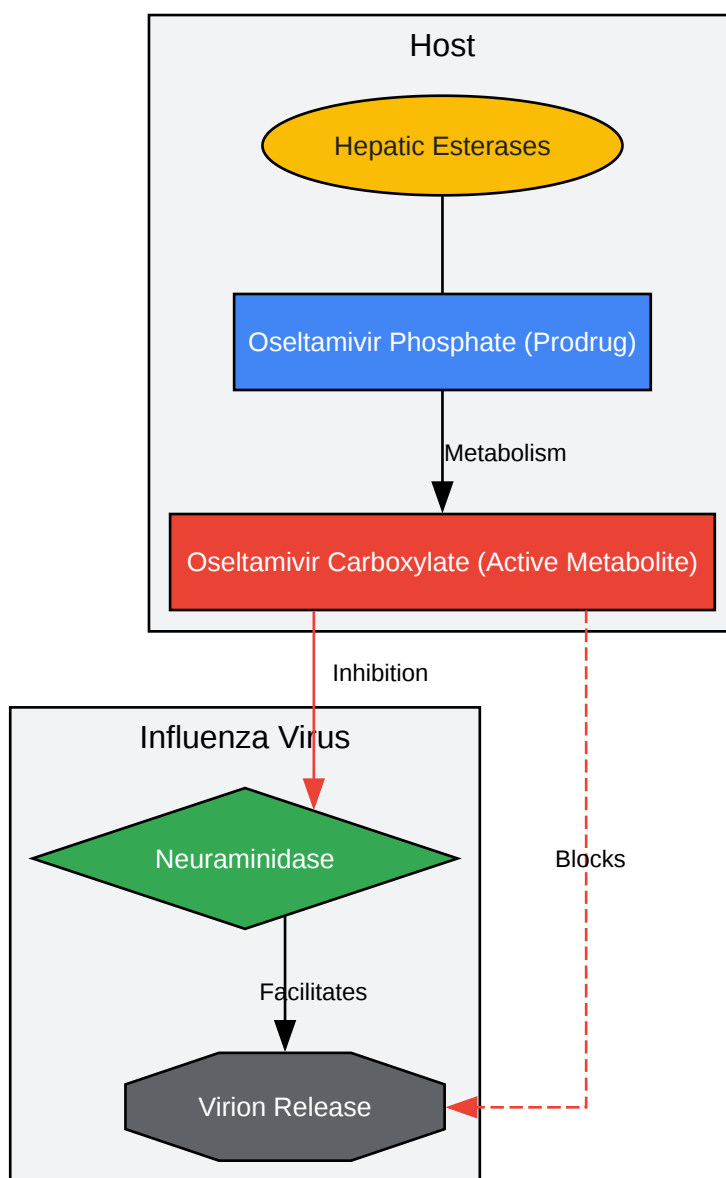 Host
Hepatic Esterases
Oseltamivir Phosphate (Prodrug)
Metabolism
Oseltamivir Carboxylate (Active Metabolite)
Inhibition
Influenza Virus
Neuraminidase
Blocks
Facilitates
Virion Release